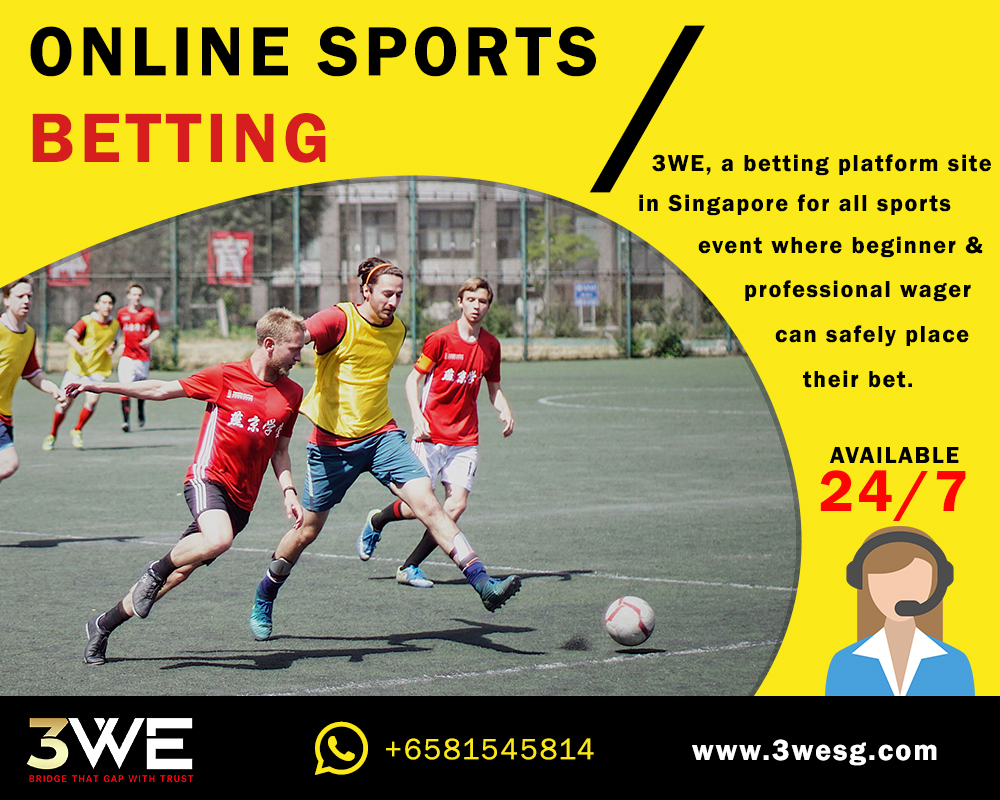 ONLINE SPORTS
BETTING
3WE, a betting platform site
in Singapore for all sports
event where beginner &
professional wager
can safely place
their bet.
AVAILABLE
24/7
3WE
BRIDGE THAT GAP WITH TRUST
+6581545814
www.3wesg.com